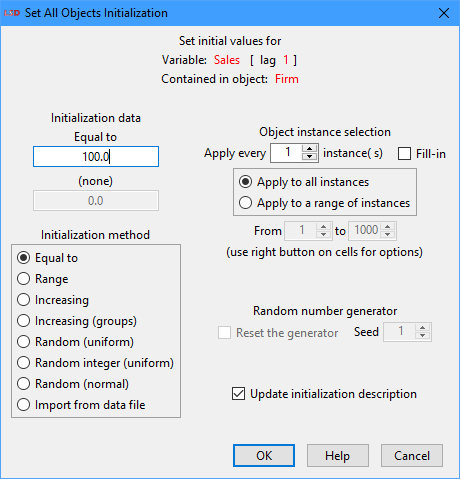 Set All Objects Initialization
Set initial values for
Variable: Sales [ lag 1 ]
Contained in object: Firm
Initialization data
Equal to
100.0
(none)
0.0
Initialization method
Equal to
Range
Increasing
Increasing (groups)
Random (uniform)
Random integer (uniform)
Random (normal)
Import from data file
Object instance selection
Apply every 1 instance( s) Fill-in
Apply to all instances
Apply to a range of instances
From 1 to 1000
(use right button on cells for options)
Random number generator
Reset the generator Seed 1
Update initialization description
OK Help Cancel